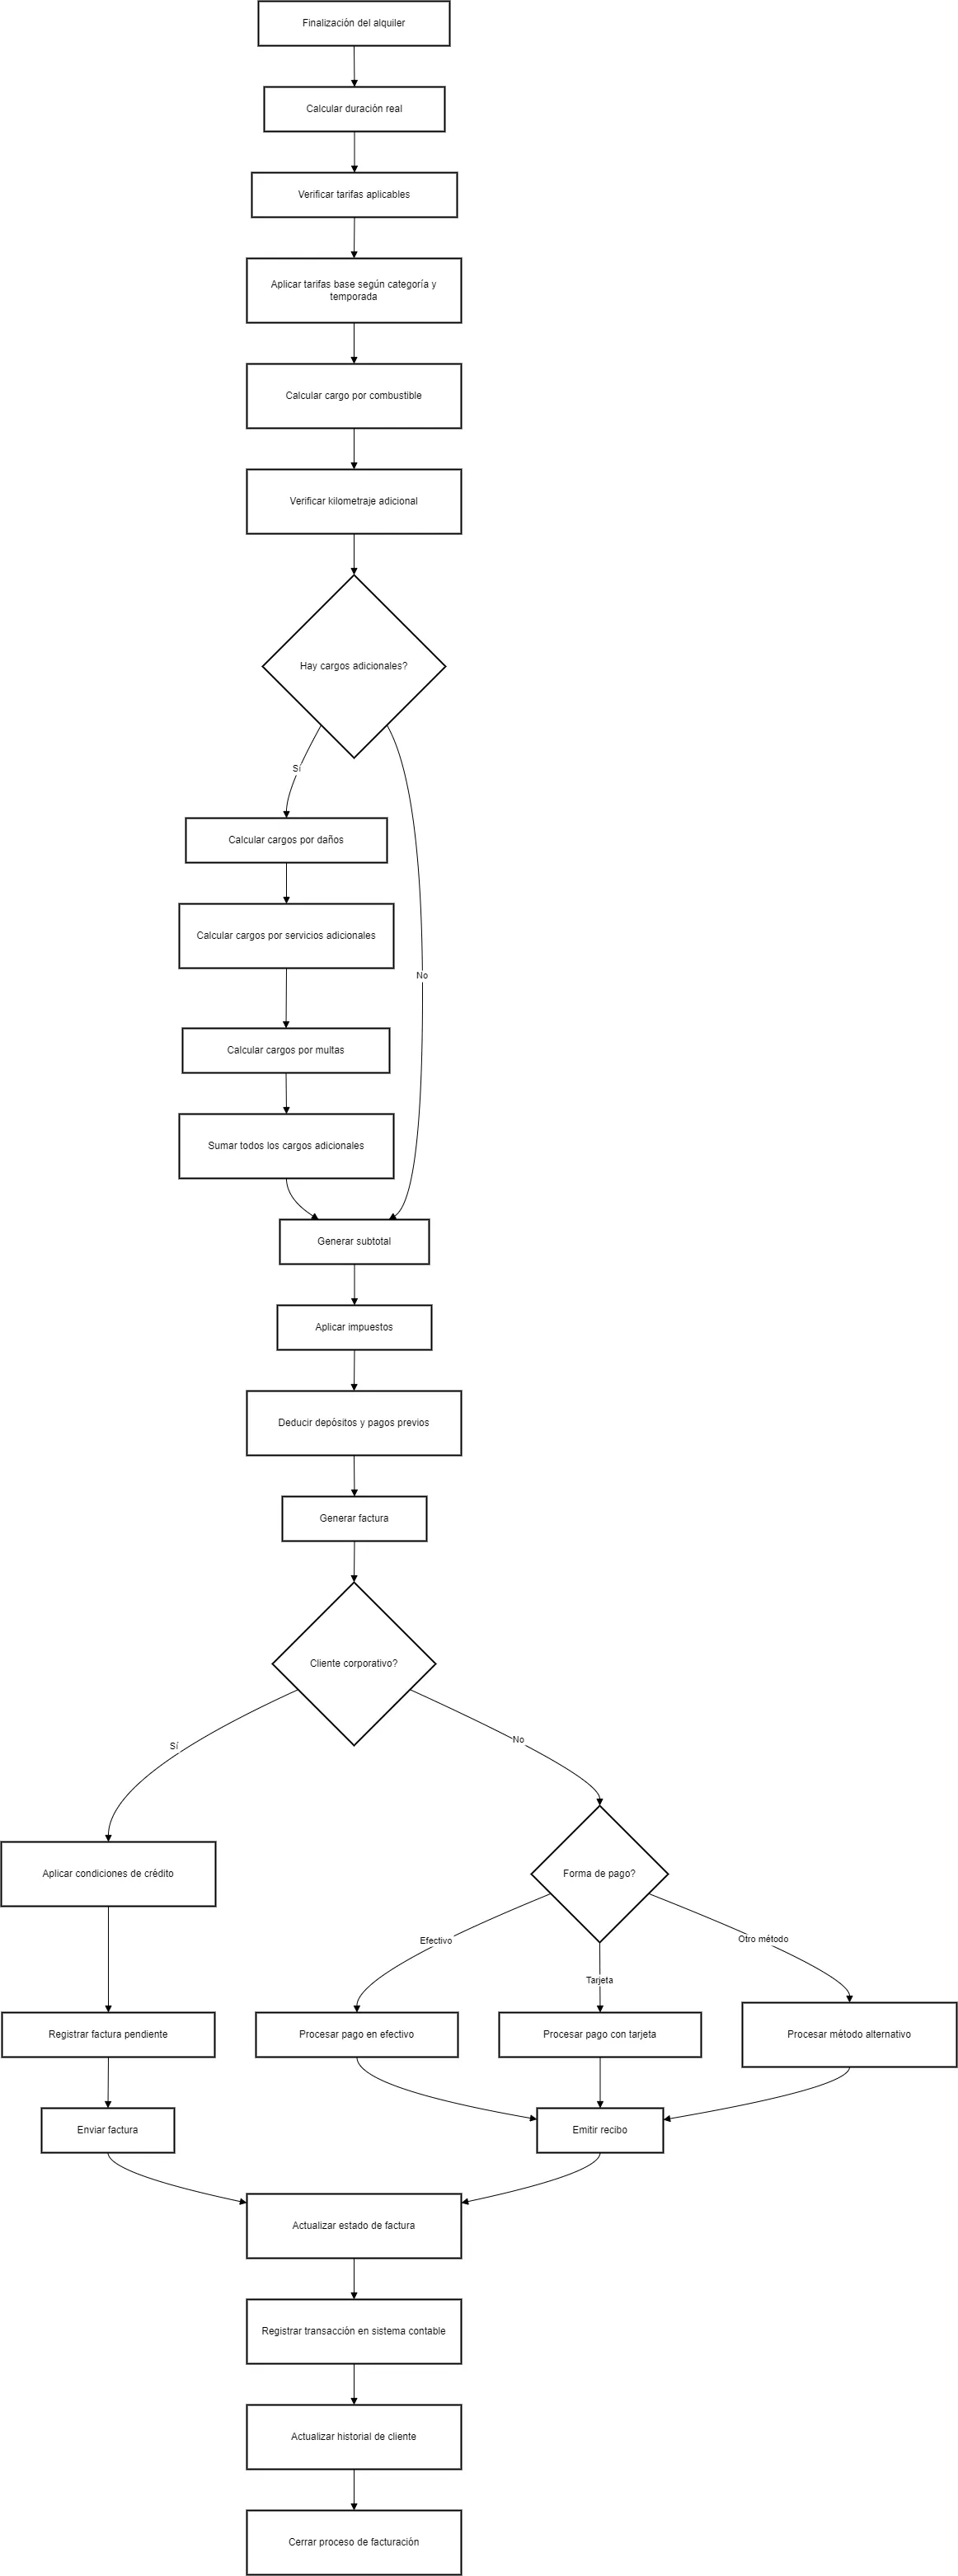 Finalización del alquiler
Calcular duración real
Verificar tarifas aplicables
Aplicar tarifas base según categoría y
temporada
Calcular cargo por combustible
Verificar kilometraje adicional
Hay cargos adicionales?
Sí
Calcular cargos por daños
Calcular cargos por servicios adicionales
No
Calcular cargos por multas
Sumar todos los cargos adicionales
Generar subtotal
Aplicar impuestos
Deducir depósitos y pagos previos
Generar factura
Cliente corporativo?
Sí
No
Aplicar condiciones de crédito
Forma de pago?
Efectivo
Tarjeta
Otro método
Registrar factura pendiente
Procesar pago en efectivo
Procesar pago con tarjeta
Procesar método alternativo
Enviar factura
Emitir recibo
Actualizar estado de factura
Registrar transacción en sistema contable
Actualizar historial de cliente
Cerrar proceso de facturación